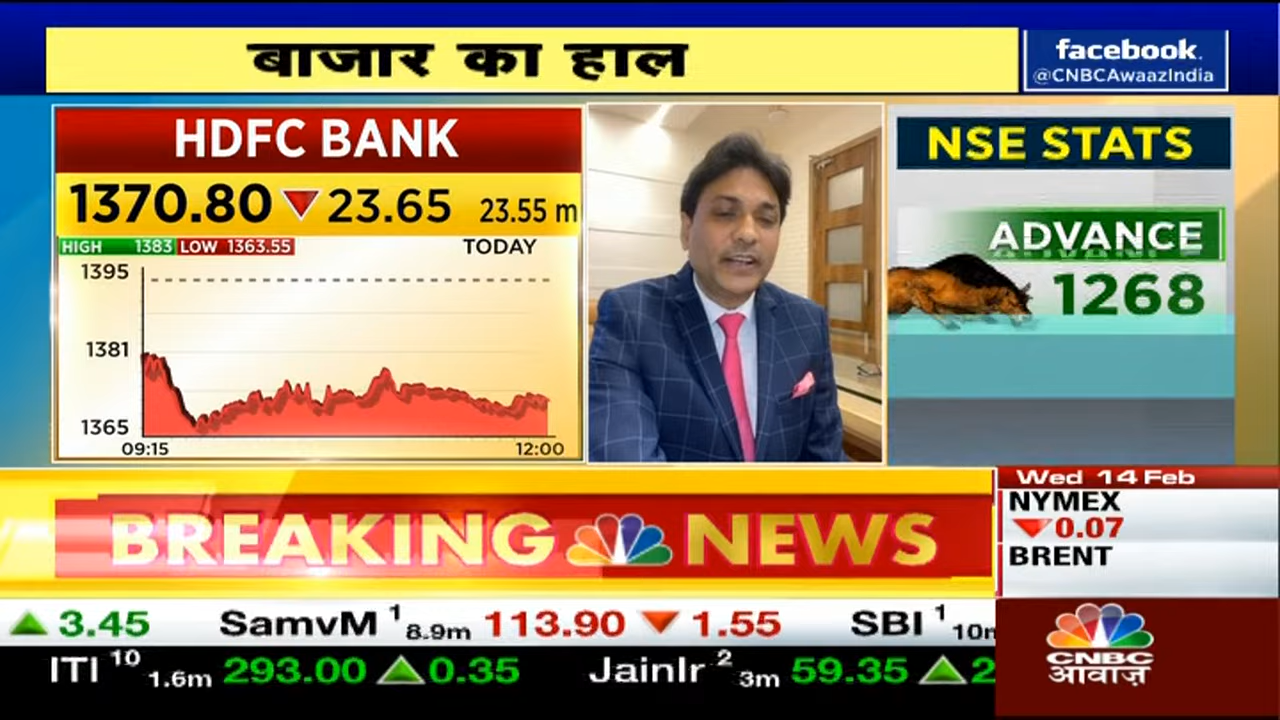 बाजार का हाल
facebook.
@CNBCAwaazIndia
HDFC BANK
1370.80 ▼ 23.65 23.55 m
HIGH 1383 LOW 1363.55 TODAY
1395
1381
1365
09:15 12:00
NSE STATS
ADVANCE
1268
BREAKING NEWS
Wed 14 Feb
NYMEX
▼ 0.07
BRENT
▲ 3.45 SamvM 1 8.9m 113.90 ▼ 1.55 SBI 1
ITI 10 1.6m 293.00 ▲ 0.35 JainIr 2 3m 59.35 ▲ 2
CNBC
आवाज़